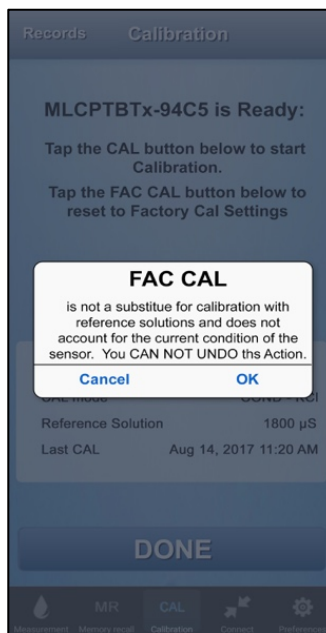 Records Calibration
MLCPTBTx-94C5 is Ready:
Tap the CAL button below to start
Calibration.
Tap the FAC CAL button below to
reset to Factory Cal Settings
FAC CAL
is not a substitue for calibration with
reference solutions and does not
account for the current condition of the
sensor. You CAN NOT UNDO ths Action.
Cancel OK
CAL mode COND - KCl
Reference Solution 1800 µS
Last CAL Aug 14, 2017 11:20 AM
DONE
MR CAL
Measurement Memory recall Calibration Connect Preferences